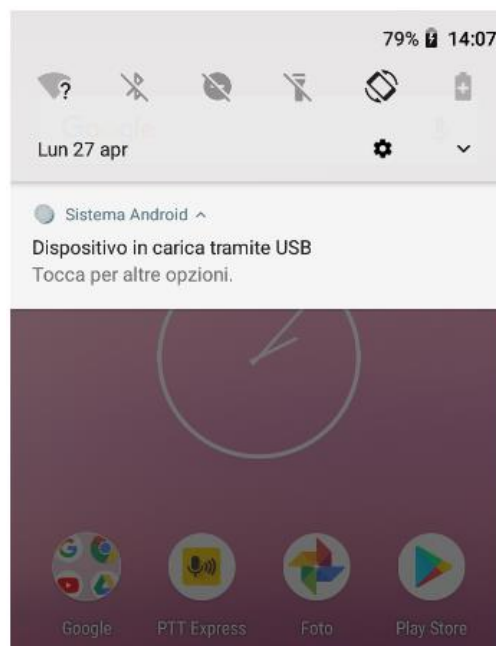 79% 14:07
?
Google
Lun 27 apr
Sistema Android
Dispositivo in carica tramite USB
Tocca per altre opzioni.
Google PTT Express Foto Play Store